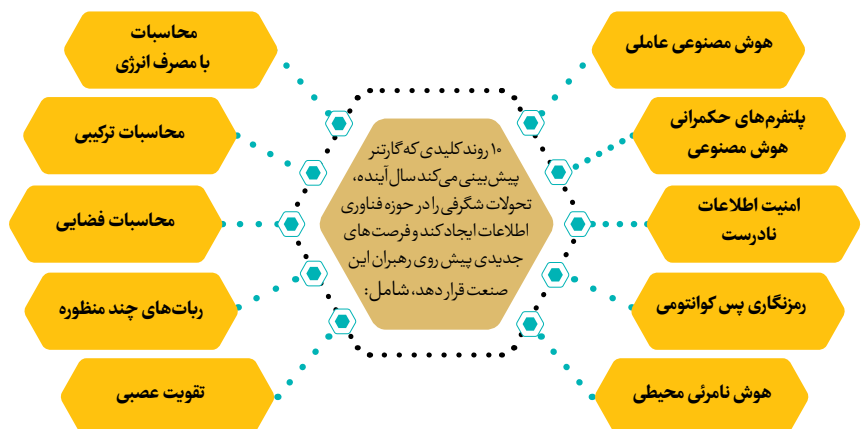 ۱۰ روند کلیدی که گارتنر
پیش‌بینی می‌کند سال آینده،
تحولات شگرفی را در حوزه فناوری
اطلاعات ایجاد کند و فرصت‌های
جدیدی پیش روی رهبران این
صنعت قرار دهد، شامل:
هوش مصنوعی عاملی
پلتفرم‌های حکمرانی
هوش مصنوعی
امنیت اطلاعات
نادرست
رمزنگاری پس کوانتومی
هوش نامرئی محیطی
محاسبات
با مصرف انرژی
محاسبات ترکیبی
محاسبات فضایی
ربات‌های چند منظوره
تقویت عصبی